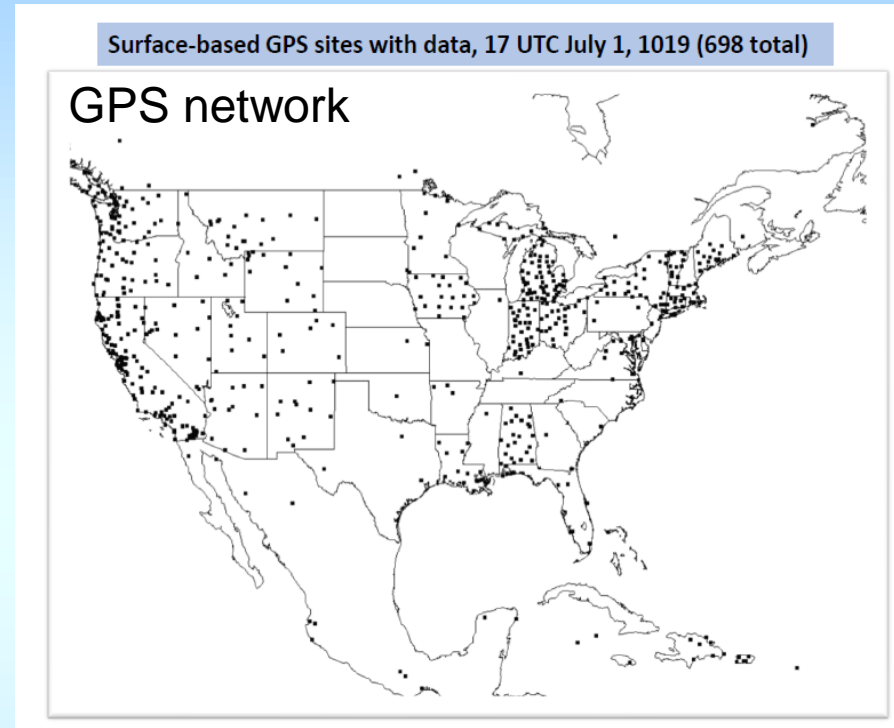 Surface-based GPS sites with data, 17 UTC July 1, 1019 (698 total)
GPS network